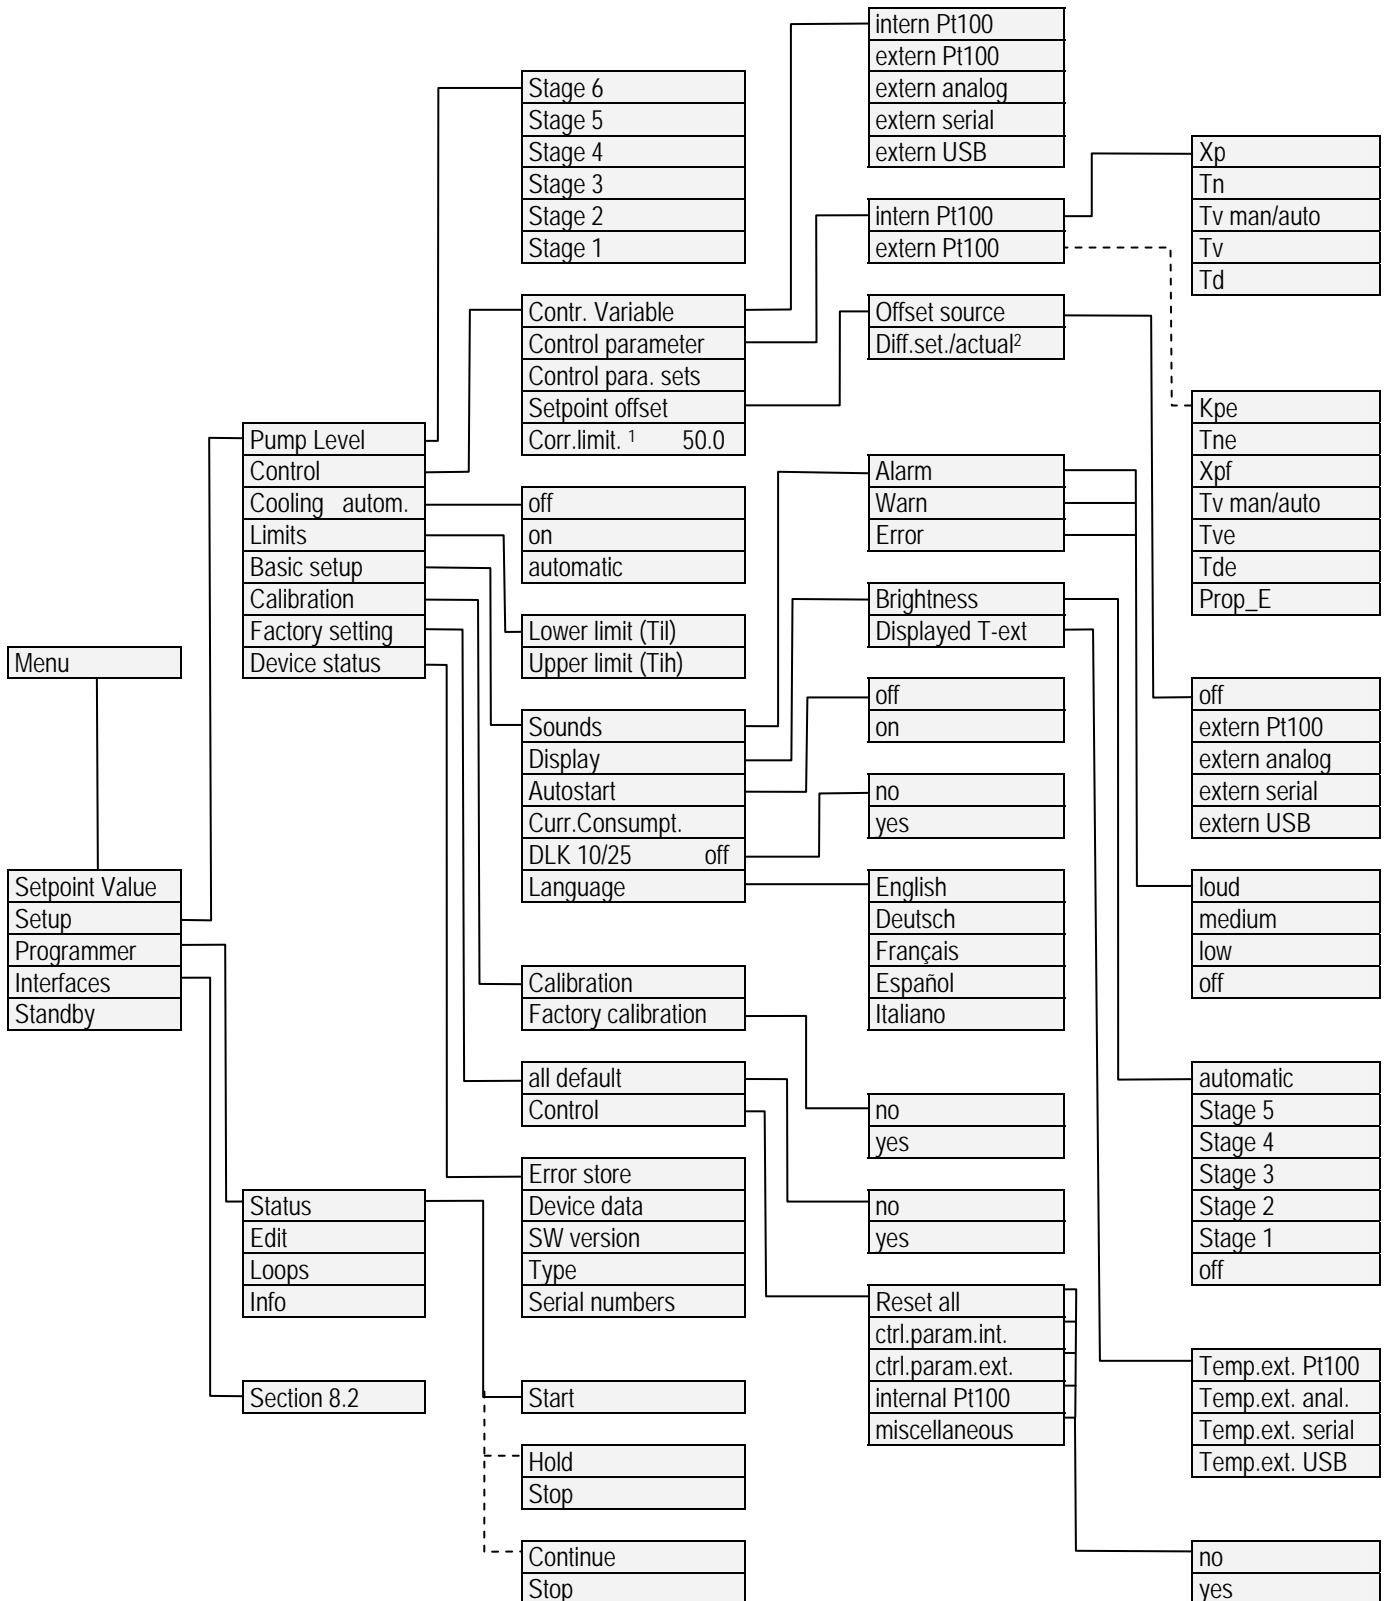 Menu
Setpoint Value
Setup
Programmer
Interfaces
Standby
Pump Level
Control
Cooling autom.
Limits
Basic setup
Calibration
Factory setting
Device status
Status
Edit
Loops
Info
Section 8.2
Stage 6
Stage 5
Stage 4
Stage 3
Stage 2
Stage 1
Contr. Variable
Control parameter
Control para. sets
Setpoint offset
Corr.limit. 1 50.0
off
on
automatic
Lower limit (Til)
Upper limit (Tih)
Sounds
Display
Autostart
Curr.Consumpt.
DLK 10/25 off
Language
Calibration
Factory calibration
all default
Control
Error store
Device data
SW version
Type
Serial numbers
Start
Hold
Stop
Continue
Stop
intern Pt100
extern Pt100
extern analog
extern serial
extern USB
intern Pt100
extern Pt100
Offset source
Diff.set./actual2
Alarm
Warn
Error
Brightness
Displayed T-ext
off
on
no
yes
English
Deutsch
Français
Español
Italiano
no
yes
no
yes
Reset all
ctrl.param.int.
ctrl.param.ext.
internal Pt100
miscellaneous
Xp
Tn
Tv man/auto
Tv
Td
Kpe
Tne
Xpf
Tv man/auto
Tve
Tde
Prop_E
off
extern Pt100
extern analog
extern serial
extern USB
loud
medium
low
off
automatic
Stage 5
Stage 4
Stage 3
Stage 2
Stage 1
off
Temp.ext. Pt100
Temp.ext. anal.
Temp.ext. serial
Temp.ext. USB
no
yes